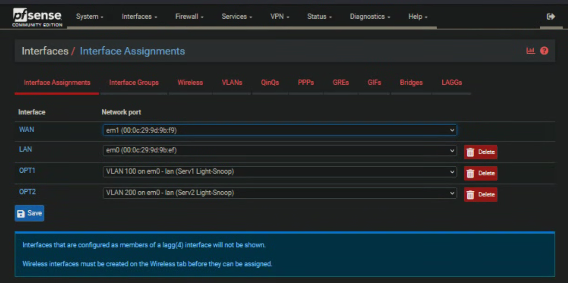 pfsense
COMMUNITY EDITION
System Interfaces Firewall Services VPN Status Diagnostics Help
Interfaces / Interface Assignments
Interface Assignments Interface Groups Wireless VLANs QinQs PPPs GREs GIFs Bridges LAGGs
Interface Network port
WAN em1 (00:0c:29:9d:9b:f9)
LAN em0 (00:0c:29:9d:9b:ef) Delete
OPT1 VLAN 100 on em0 - lan (Serv1 Light-Snoop) Delete
OPT2 VLAN 200 on em0 - lan (Serv2 Light-Snoop) Delete
Save
Interfaces that are configured as members of a lagg(4) interface will not be shown.
Wireless interfaces must be created on the Wireless tab before they can be assigned.